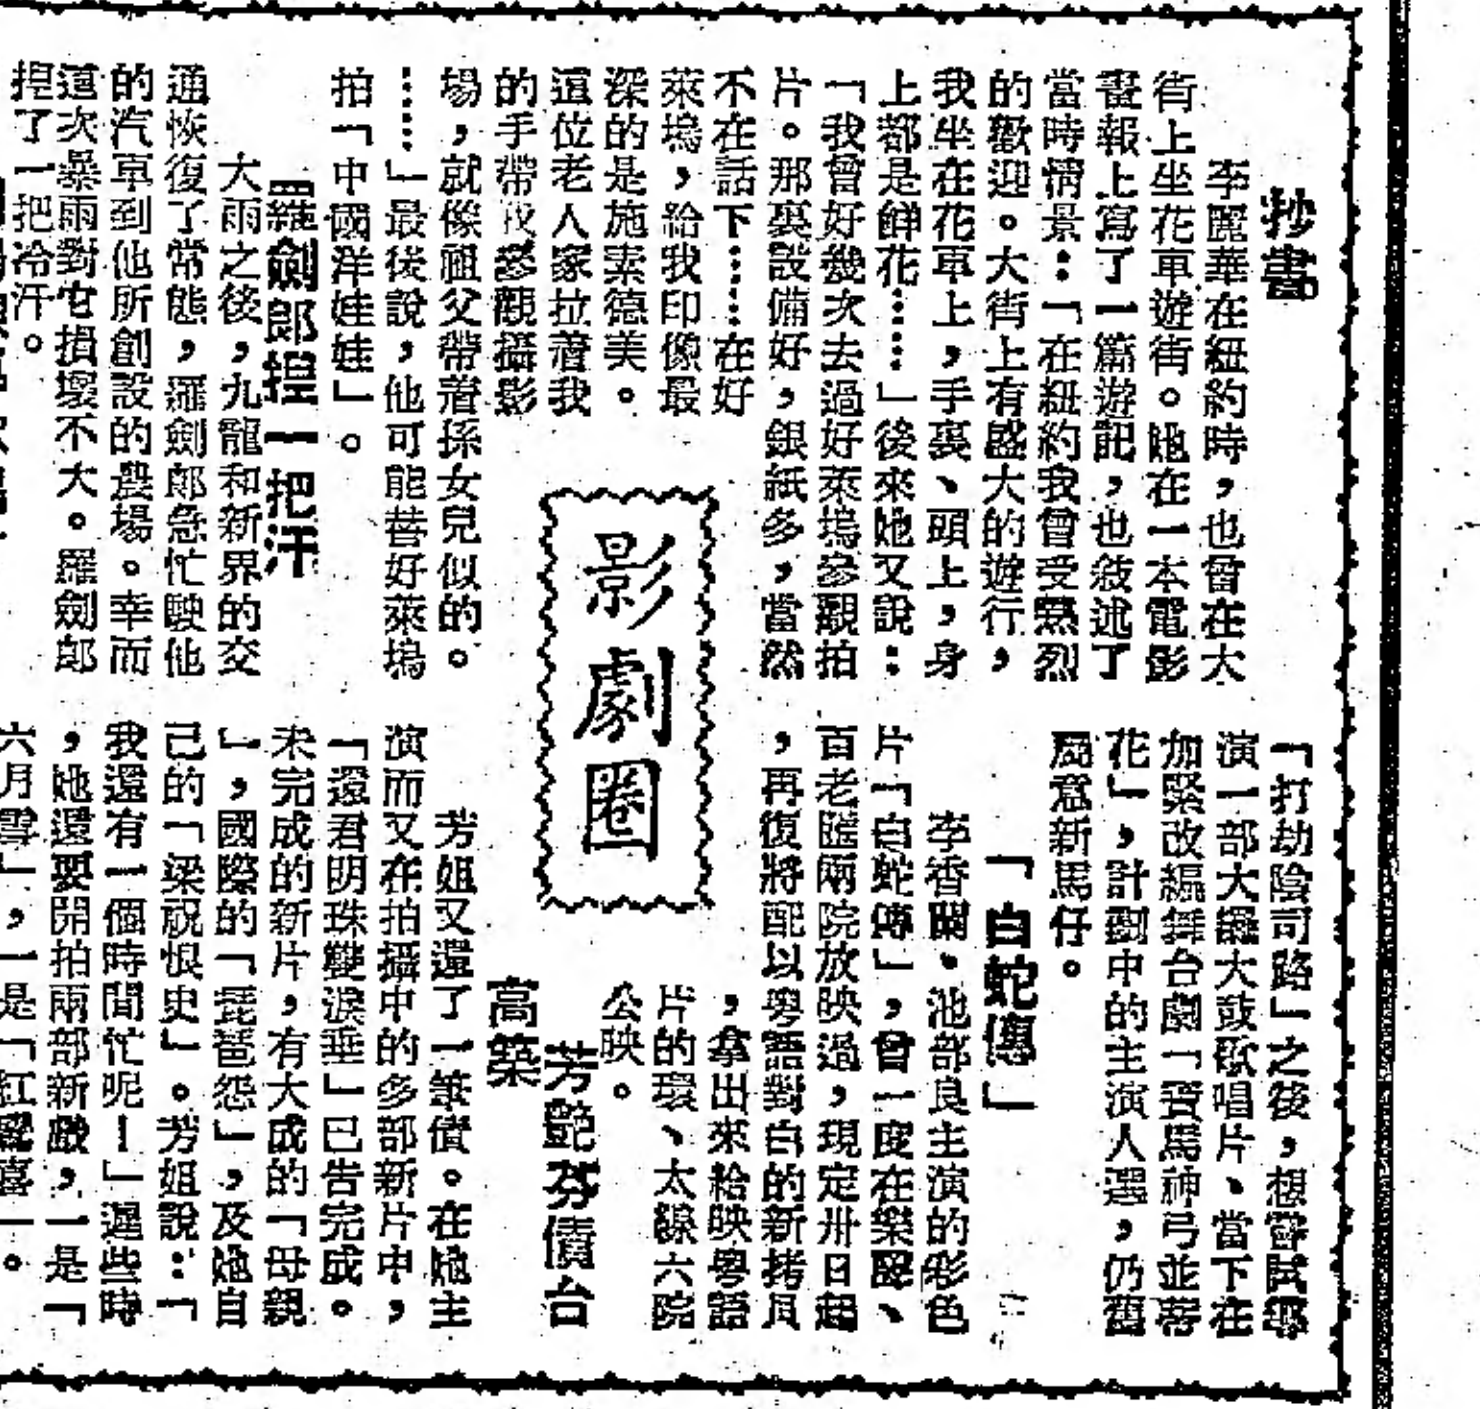 抄書
李麗華在紐約時，也曾在大
街上坐花車遊街。她在一本電影
畫報上寫了一篇遊記，也敍述了
當時情景：「在紐約我曾受熱烈
的歡迎。大街上有盛大的遊行，
我坐在花車上，手裏、頭上，身
上都是鮮花……」後來她又說：
「我曾好幾次去過好萊塢參觀拍
片。那裏設備好，銀紙多，當然
不在話下……在好
萊塢，給我印像最
深的是施素德美。
這位老人家拉着我
的手帶我參觀攝影
場，就像祖父帶着孫女兒似的。
……」最後說，他可能替好萊塢
拍「中國洋娃娃」。
羅劍郎捏一把汗
大雨之後，九龍和新界的交
通恢復了常態，羅劍郎急忙駛他
的汽車到他所創設的農場。幸而
這次暴雨對它損壞不大。羅劍郎
捏了一把冷汗。
影劇圈
「打劫陰司路」之後，想嘗試導
演一部大鑼大鼓歌唱片、當下在
加緊改編舞台劇「寶馬神弓並蒂
花」，計劃中的主演人選，仍舊
屬意新馬仔。
「白蛇傳」
李香蘭、池部良主演的彩色
片「白蛇傳」，曾一度在樂聲、
百老匯兩院放映過，現定卅日起
，再復將配以粤語對白的新拷貝
，拿出來給映粤語
片的環、太線六院
公映。
芳艷芬債台
高築
芳姐又還了一筆債。在她主
演而又在拍攝中的多部新片中，
「還君明珠雙淚垂」已告完成。
未完成的新片，有大成的「母親
」，國際的「琵琶怨」，及她自
己的「梁祝恨史」。芳姐說：「
我還有一個時間忙呢！」遲些時
，她還要開拍兩部新戲，一是「
六月雪」，一是「紅鸞喜」。